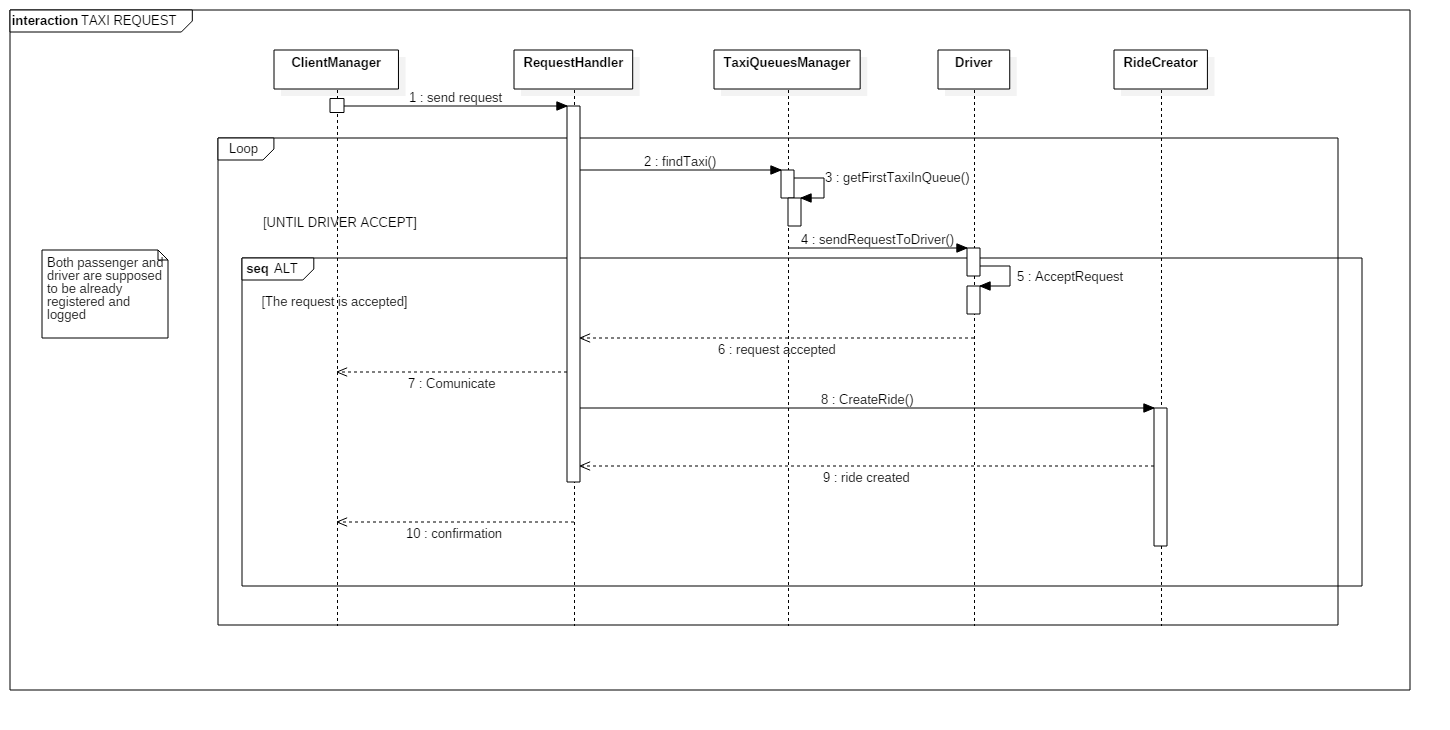 interaction TAXI REQUEST
ClientManager
RequestHandler
TaxiQueuesManager
Driver
RideCreator
1 : send request
Loop
2 : findTaxi()
3 : getFirstTaxiInQueue()
[UNTIL DRIVER ACCEPT]
4 : sendRequestToDriver()
Both passenger and
driver are supposed
to be already
registered and
logged
seq ALT
5 : AcceptRequest
[The request is accepted]
6 : request accepted
7 : Comunicate
8 : CreateRide()
9 : ride created
10 : confirmation